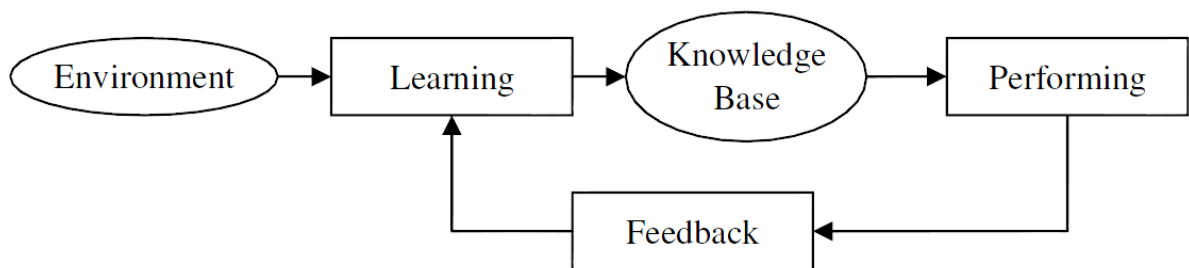 Environment
Learning
Knowledge
Base
Performing
Feedback